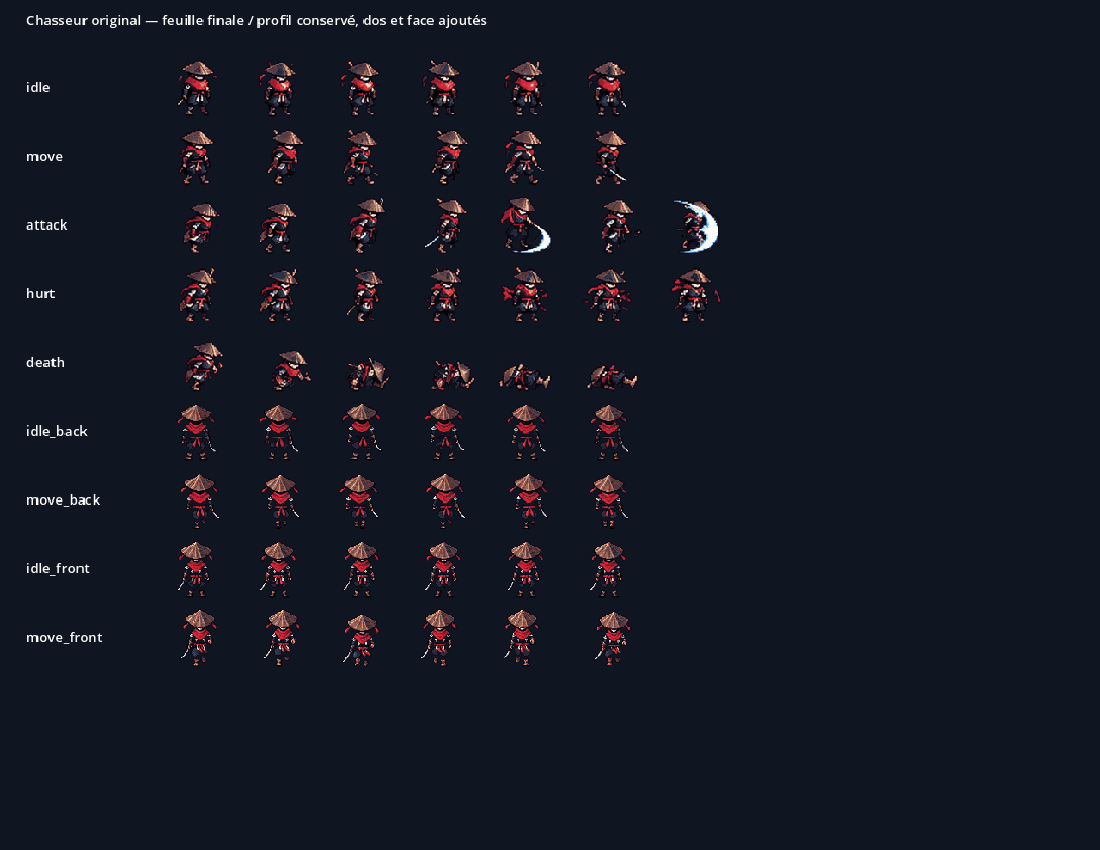 Chasseur original — feuille finale / profil conservé, dos et face ajoutés
idle
move
attack
hurt
death
idle_back
move_back
idle_front
move_front